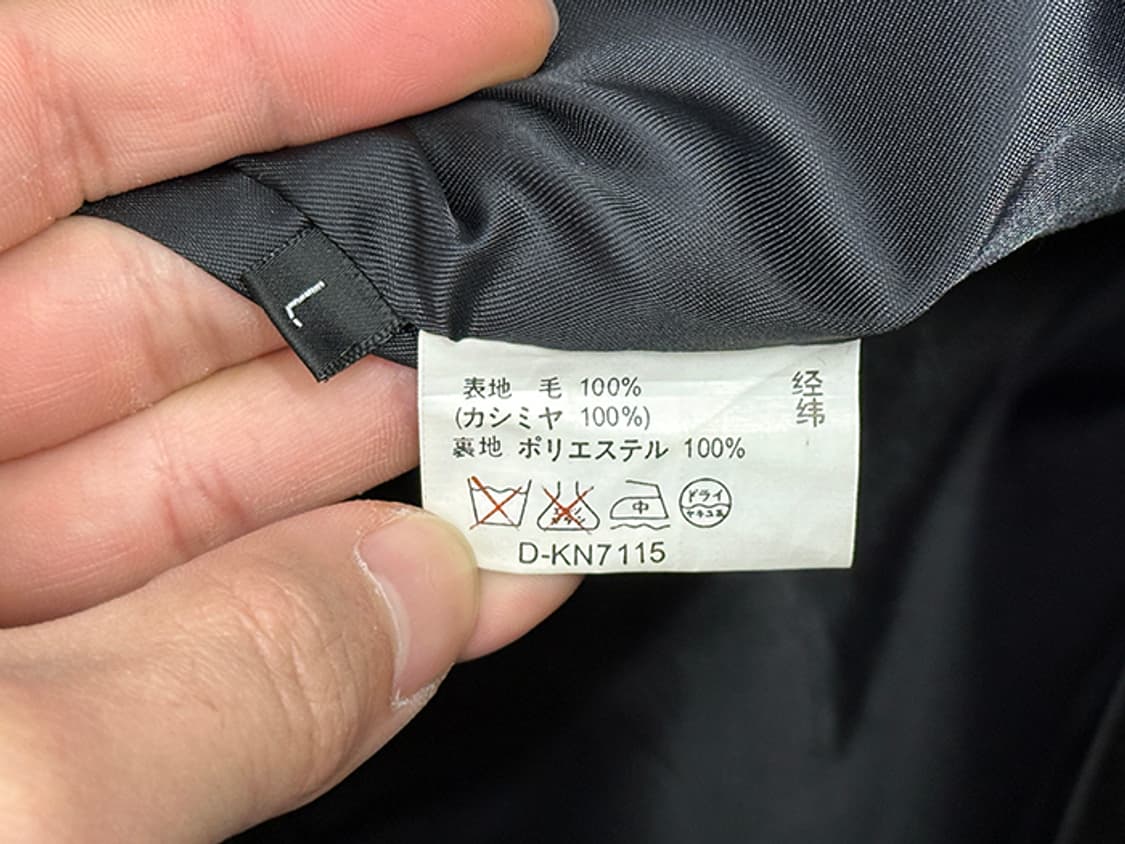 L
表地 毛 100%
(カシミヤ 100%)
裏地 ポリエステル 100%
经
纬
中
ドライ
D-KN7115